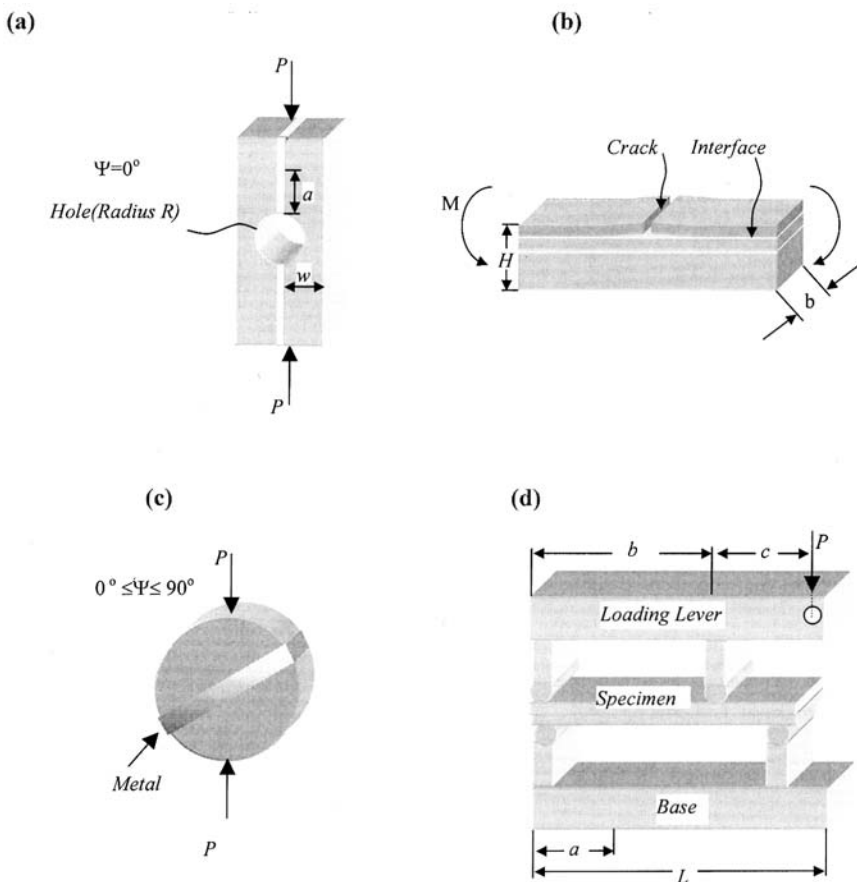 (a)
P
Ψ=0°
a
Hole(Radius R)
w
P
(b)
Crack
Interface
M
H
b
(c)
P
0° ≤Ψ≤ 90°
Metal
P
(d)
b
c
P
Loading Lever
Specimen
Base
a
L